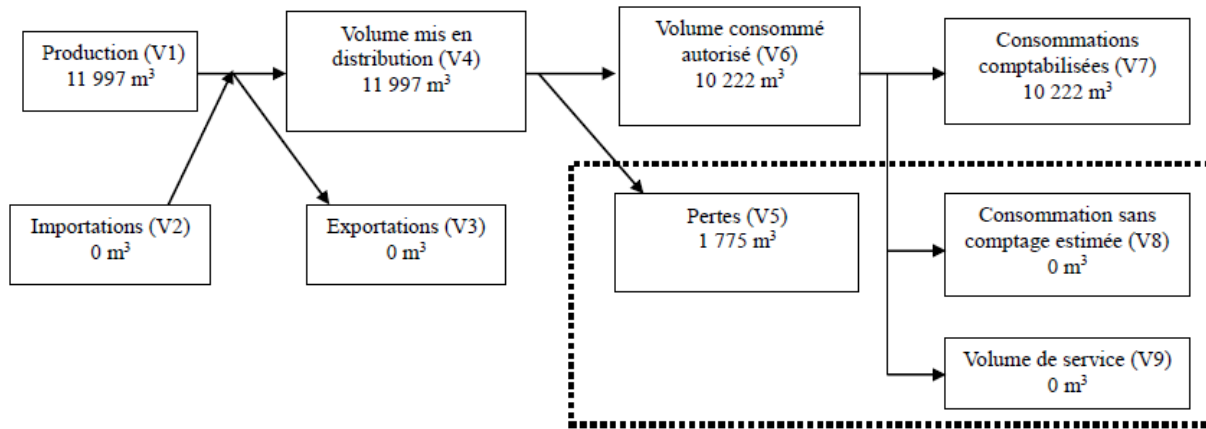 Production (V1)
11 997 m³
Volume mis en
distribution (V4)
11 997 m³
Volume consommé
autorisé (V6)
10 222 m³
Consommations
comptabilisées (V7)
10 222 m³
Importations (V2)
0 m³
Exportations (V3)
0 m³
Pertes (V5)
1 775 m³
Consommation sans
comptage estimée (V8)
0 m³
Volume de service (V9)
0 m³